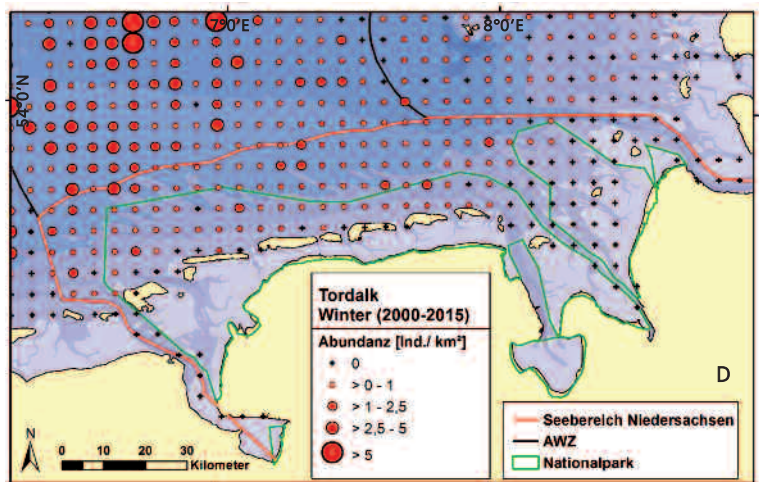 7°0'E
8°0'E
54°0'N
Tordalk
Winter (2000-2015)
Abundanz [Ind./ km²]
0
> 0 - 1
> 1 - 2,5
> 2,5 - 5
> 5
D
N
0 10 20 30
Kilometer
Seebereich Niedersachsen
AWZ
Nationalpark